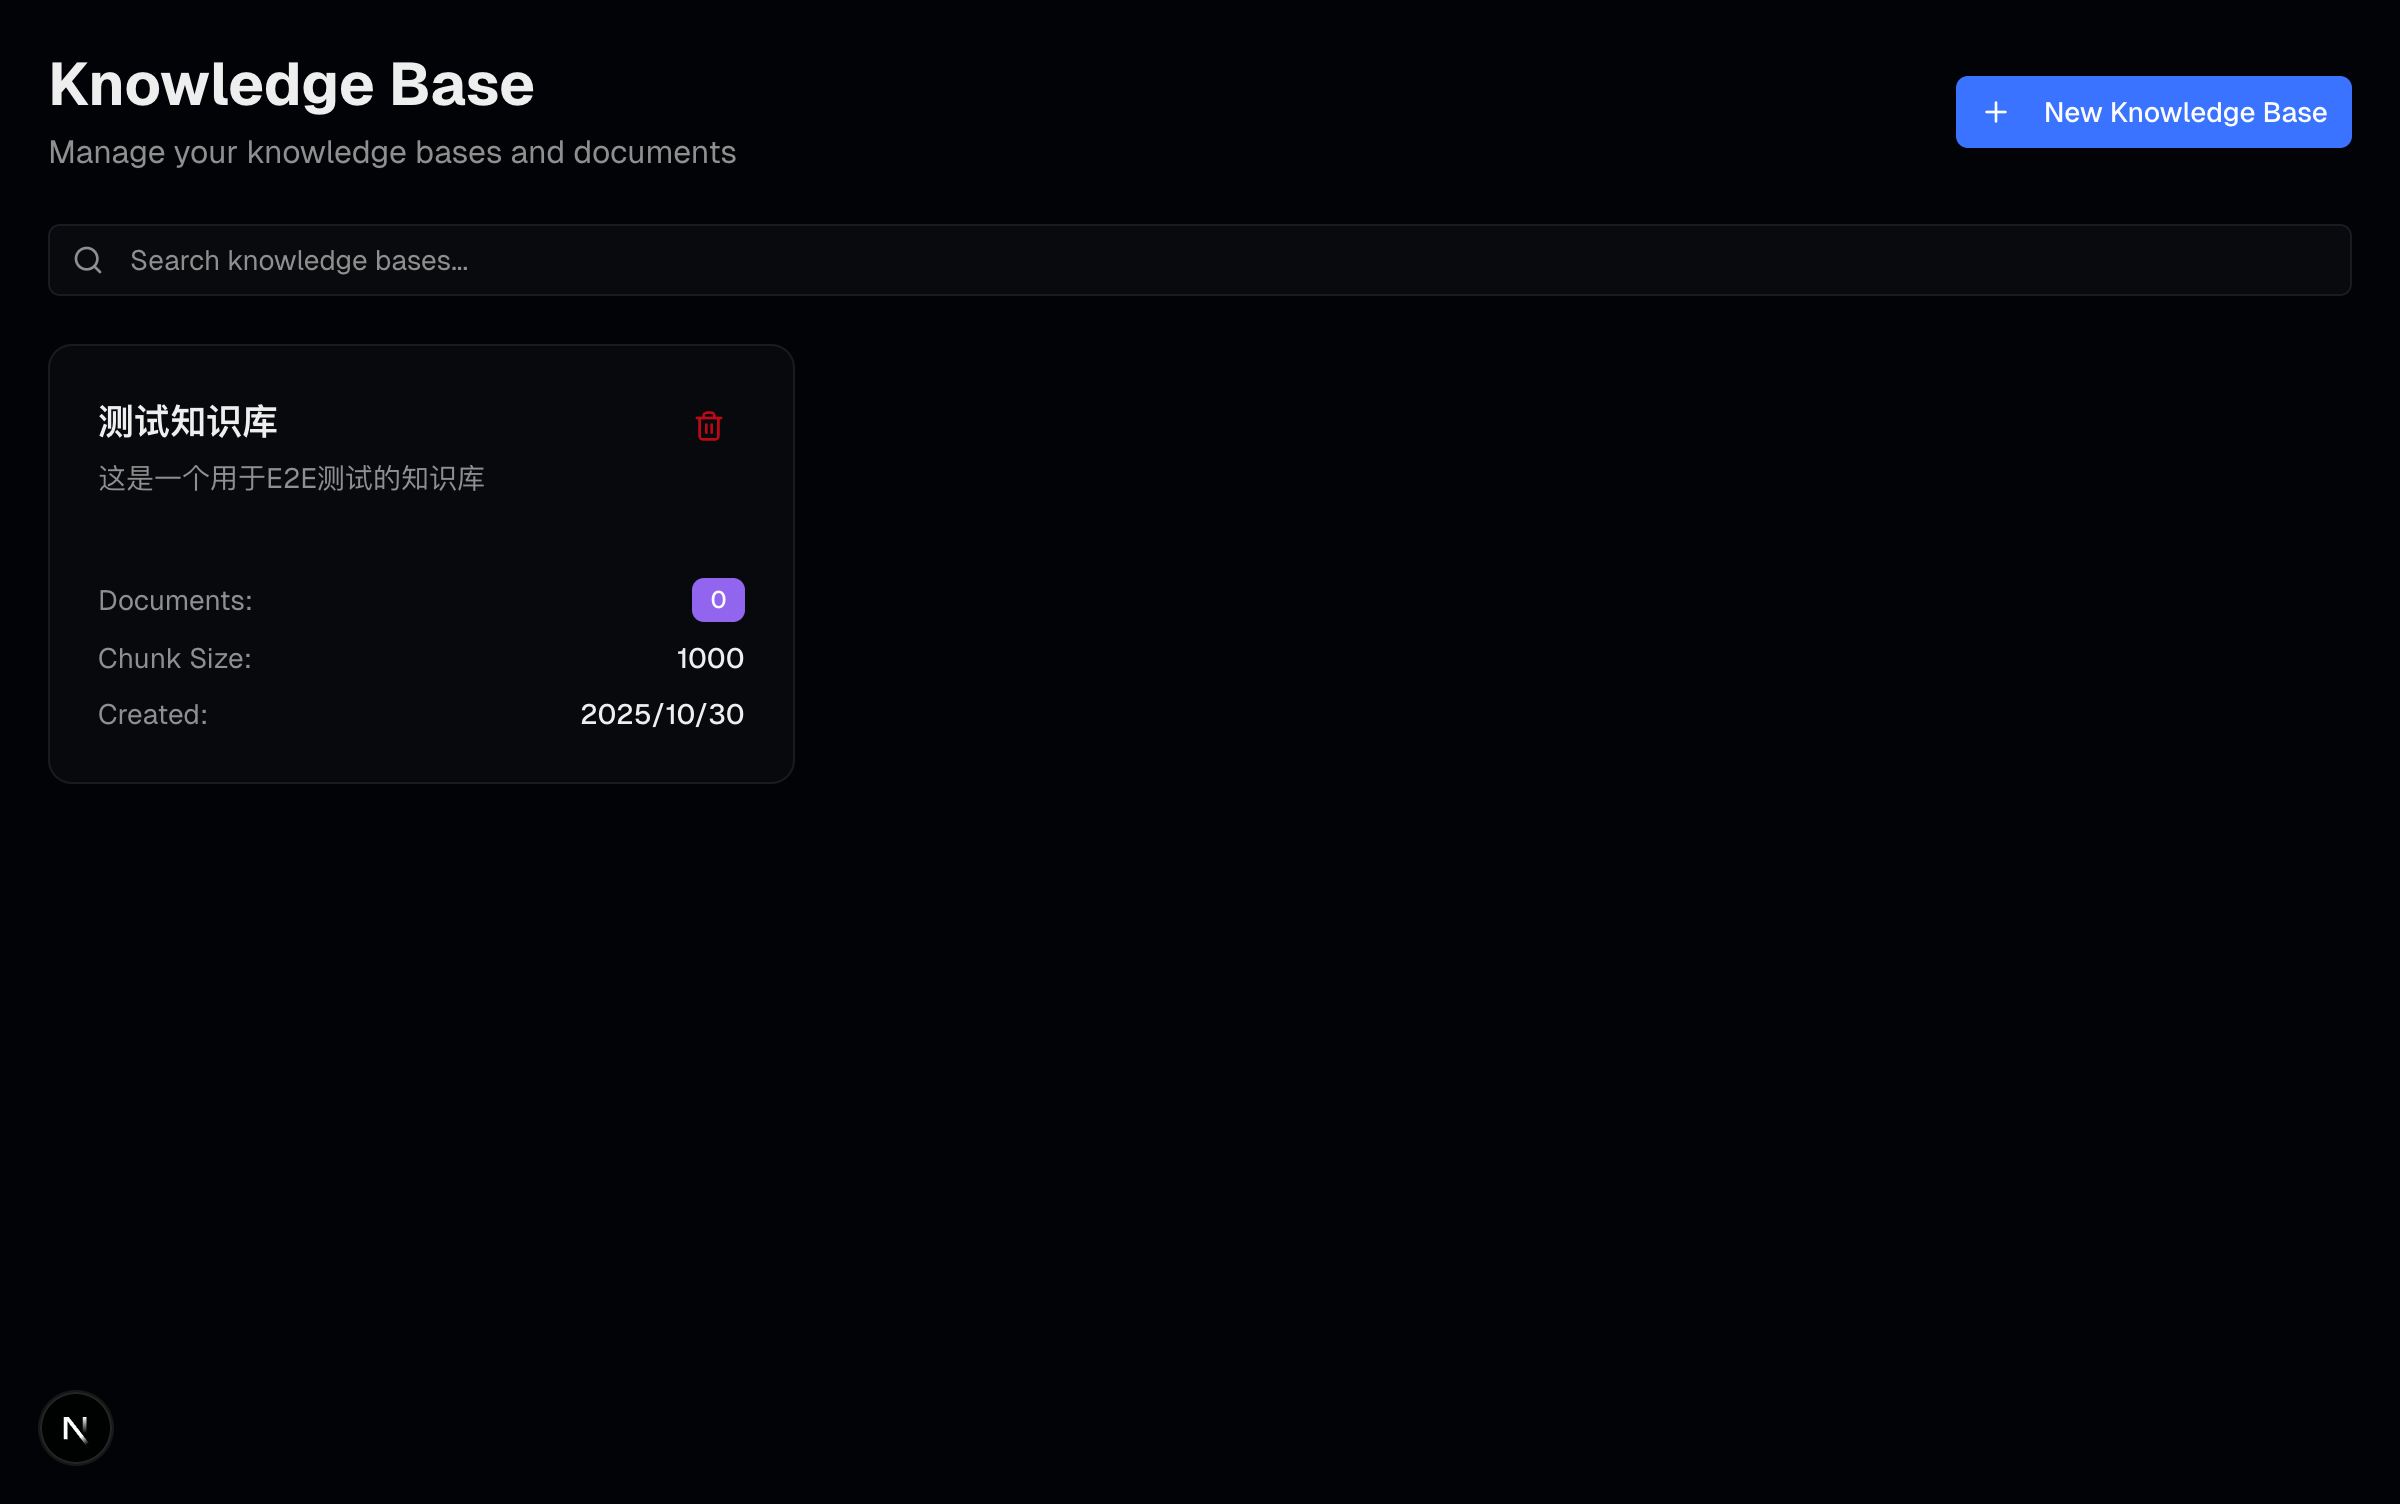 Knowledge Base
Manage your knowledge bases and documents
New Knowledge Base
Search knowledge bases...
测试知识库
这是一个用于E2E测试的知识库
Documents: 0
Chunk Size: 1000
Created: 2025/10/30
N